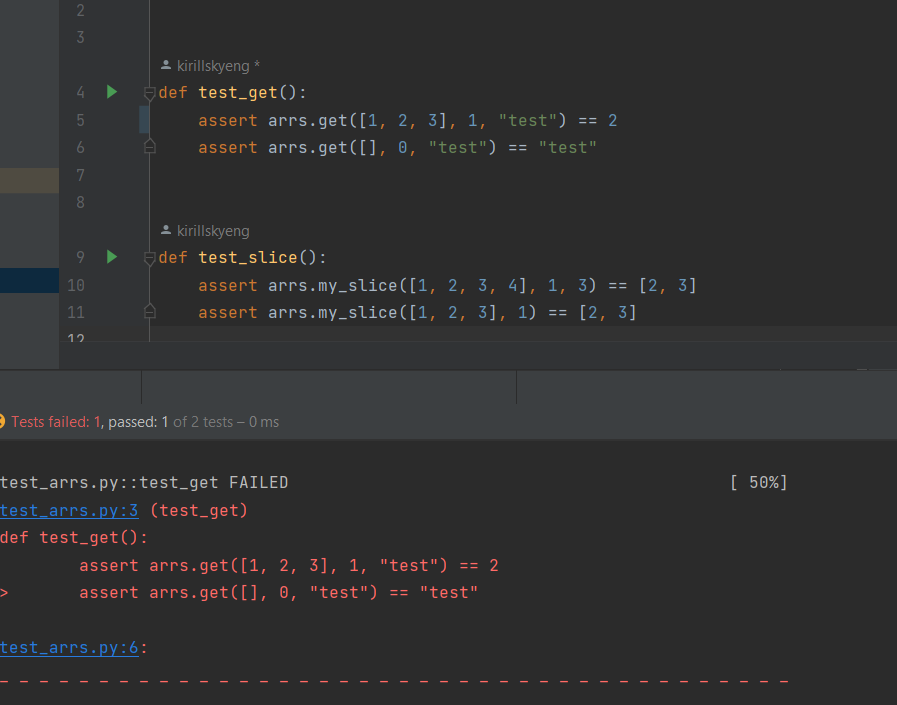 2
3
kirillskyeng *
4 def test_get():
5 assert arrs.get([1, 2, 3], 1, "test") == 2
6 assert arrs.get([], 0, "test") == "test"
7
8
kirillskyeng
9 def test_slice():
10 assert arrs.my_slice([1, 2, 3, 4], 1, 3) == [2, 3]
11 assert arrs.my_slice([1, 2, 3], 1) == [2, 3]
12
Tests failed: 1, passed: 1 of 2 tests – 0 ms
test_arrs.py::test_get FAILED [ 50%]
test_arrs.py:3 (test_get)
def test_get():
assert arrs.get([1, 2, 3], 1, "test") == 2
> assert arrs.get([], 0, "test") == "test"
test_arrs.py:6:
_ _ _ _ _ _ _ _ _ _ _ _ _ _ _ _ _ _ _ _ _ _ _ _ _ _ _ _ _ _ _ _ _ _ _ _ _ _ _ _